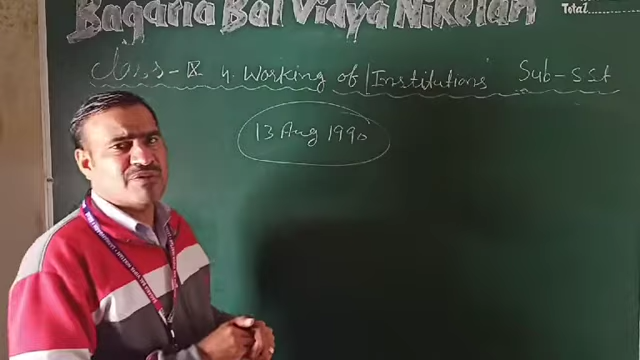 Bagaria Bal Vidya Niketan
Total........
Class-IX 4. Working of Institutions Sub-SSt
13 Aug 1990